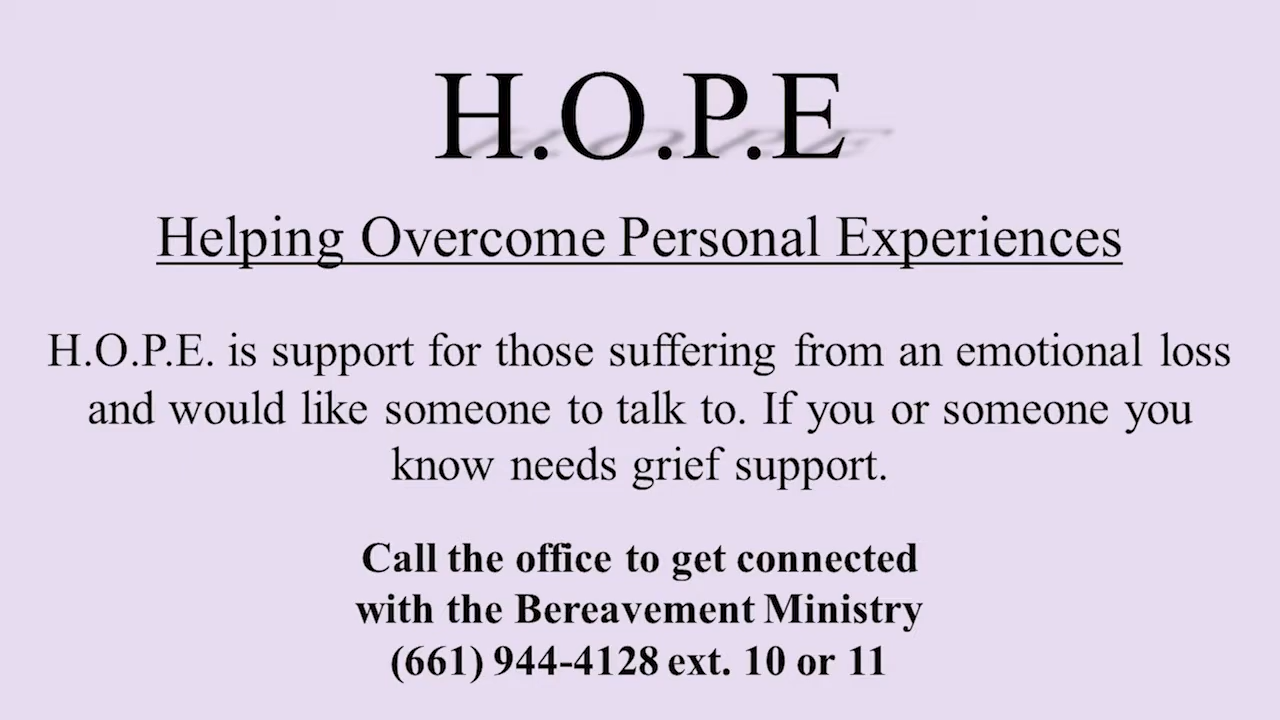 H.O.P.E
Helping Overcome Personal Experiences
H.O.P.E. is support for those suffering from an emotional loss
and would like someone to talk to. If you or someone you
know needs grief support.
Call the office to get connected
with the Bereavement Ministry
(661) 944-4128 ext. 10 or 11